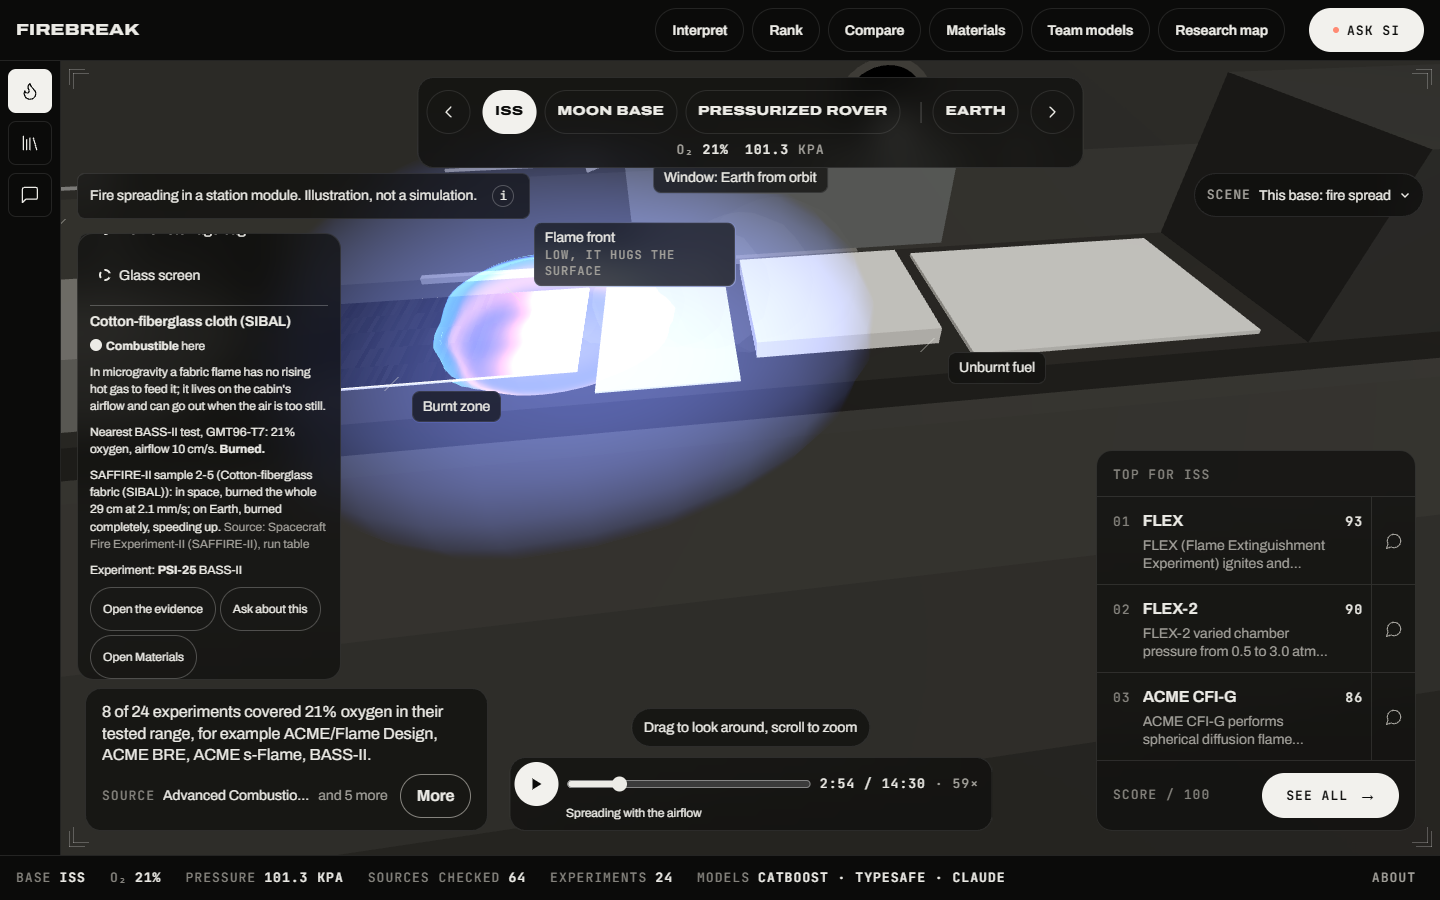 FIREBREAK
Interpret
Rank
Compare
Materials
Team models
Research map
ASK SI
ISS
MOON BASE
PRESSURIZED ROVER
EARTH
O₂ 21% 101.3 KPA
Window: Earth from orbit
Fire spreading in a station module. Illustration, not a simulation.
i
SCENE This base: fire spread
Flame front
LOW, IT HUGS THE
SURFACE
Glass screen
Cotton-fiberglass cloth (SIBAL)
Combustible here
In microgravity a fabric flame has no rising
hot gas to feed it; it lives on the cabin's
airflow and can go out when the air is too still.
Nearest BASS-II test, GMT96-T7: 21%
oxygen, airflow 10 cm/s. Burned.
SAFFIRE-II sample 2-5 (Cotton-fiberglass
fabric (SIBAL)): in space, burned the whole
29 cm at 2.1 mm/s; on Earth, burned
completely, speeding up. Source: Spacecraft
Fire Experiment-II (SAFFIRE-II), run table
Experiment: PSI-25 BASS-II
Open the evidence
Ask about this
Open Materials
Unburnt fuel
Burnt zone
TOP FOR ISS
01 FLEX 93
FLEX (Flame Extinguishment
Experiment) ignites and...
02 FLEX-2 90
FLEX-2 varied chamber
pressure from 0.5 to 3.0 atm...
03 ACME CFI-G 86
ACME CFI-G performs
spherical diffusion flame...
SCORE / 100
SEE ALL →
8 of 24 experiments covered 21% oxygen in their
tested range, for example ACME/Flame Design,
ACME BRE, ACME s-Flame, BASS-II.
SOURCE Advanced Combustio... and 5 more
More
Drag to look around, scroll to zoom
2:54 / 14:30 · 59×
Spreading with the airflow
BASE ISS O₂ 21% PRESSURE 101.3 KPA SOURCES CHECKED 64 EXPERIMENTS 24 MODELS CATBOOST · TYPESAFE · CLAUDE
ABOUT